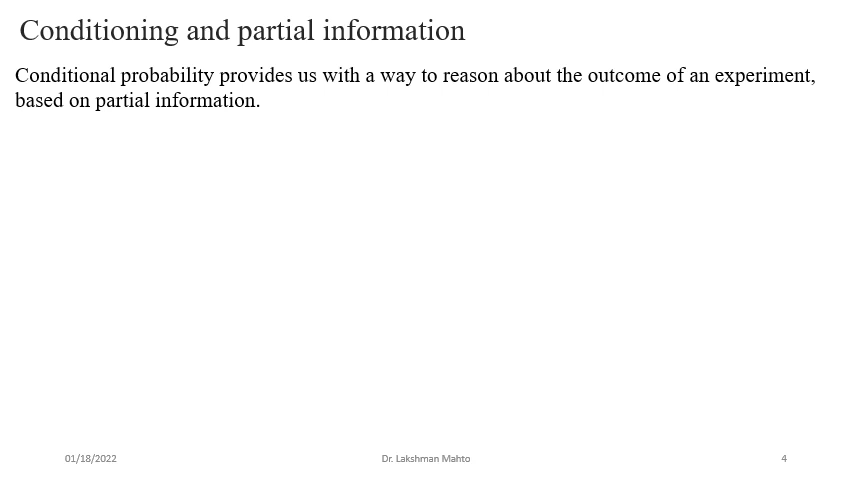 Conditioning and partial information
Conditional probability provides us with a way to reason about the outcome of an experiment,
based on partial information.
01/18/2022
Dr. Lakshman Mahto
4